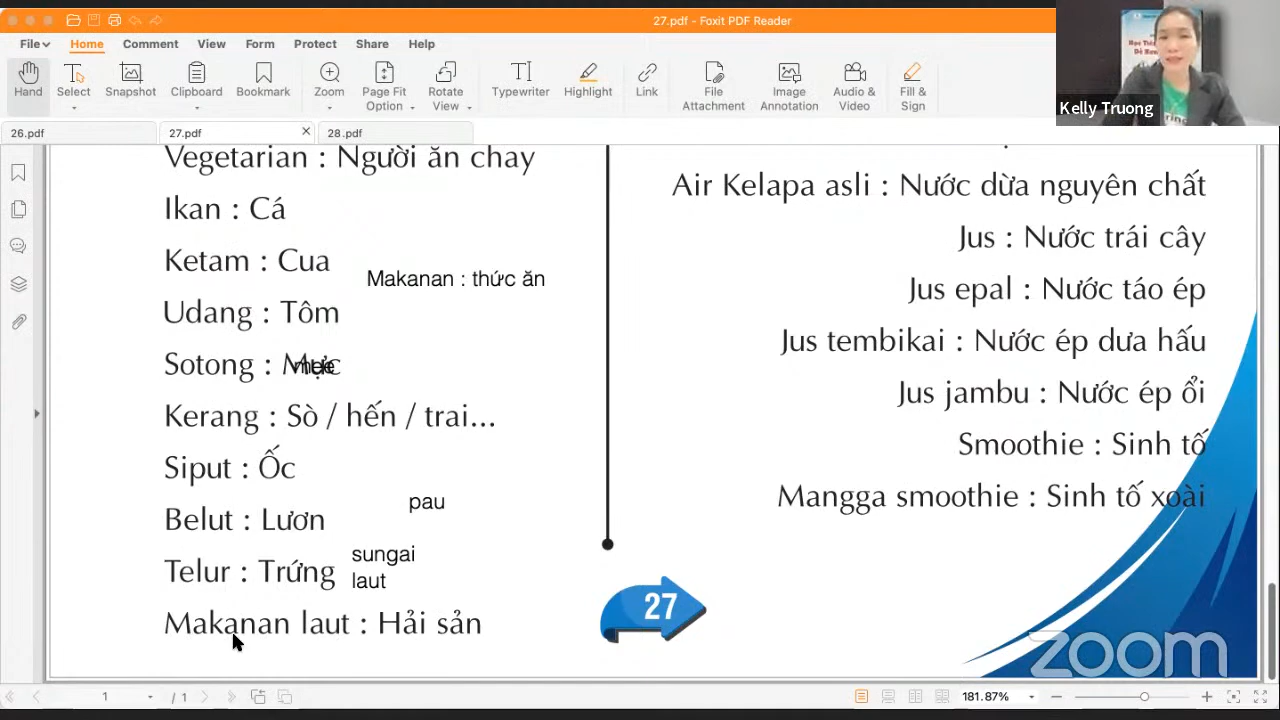 27.pdf - Foxit PDF Reader
File Home Comment View Form Protect Share Help
Hand
Select
Snapshot
Clipboard
Bookmark
Zoom
Page Fit
Option
Rotate
View
Typewriter
Highlight
Link
File
Attachment
Image
Annotation
Audio &
Video
Fill &
Sign
Kelly Truong
26.pdf
27.pdf
28.pdf
Vegetarian : Người ăn chay
Ikan : Cá
Ketam : Cua
Makanan : thức ăn
Udang : Tôm
Sotong : Mực
Kerang : Sò / hến / trai...
Siput : Ốc
pau
Belut : Lươn
sungai
Telur : Trứng
laut
Makanan laut : Hải sản
Air Kelapa asli : Nước dừa nguyên chất
Jus : Nước trái cây
Jus epal : Nước táo ép
Jus tembikai : Nước ép dưa hấu
Jus jambu : Nước ép ổi
Smoothie : Sinh tố
Mangga smoothie : Sinh tố xoài
27
zoom
1 / 1
181.87%